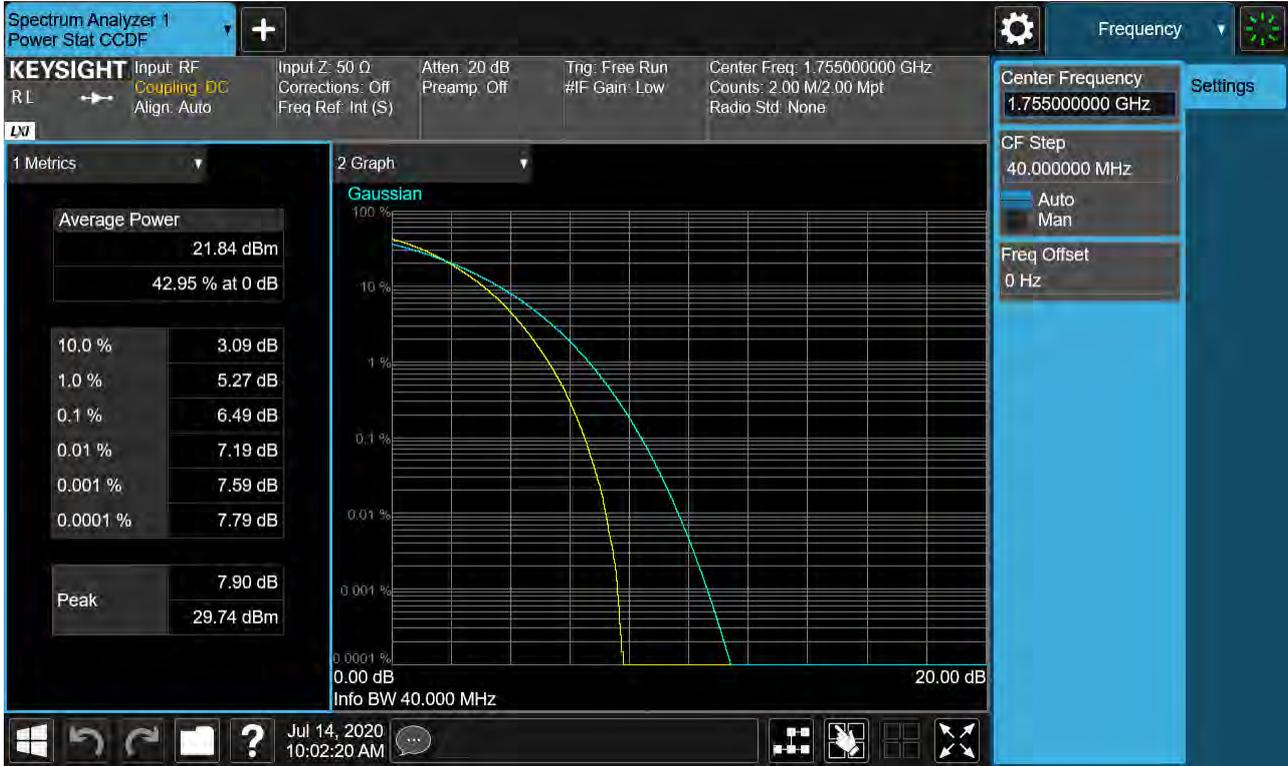 Spectrum Analyzer 1
Power Stat CCDF
+
Frequency
KEYSIGHT
RL
LXI
Input: RF
Coupling: DC
Align: Auto
Input Z: 50 Ω
Corrections: Off
Freq Ref: Int (S)
Atten: 20 dB
Preamp: Off
Trig: Free Run
#IF Gain: Low
Center Freq: 1.755000000 GHz
Counts: 2.00 M/2.00 Mpt
Radio Std: None
Center Frequency
1.755000000 GHz
Settings
CF Step
40.000000 MHz
Auto
Man
Freq Offset
0 Hz
1 Metrics
Average Power
21.84 dBm
42.95 % at 0 dB
10.0 % 3.09 dB
1.0 % 5.27 dB
0.1 % 6.49 dB
0.01 % 7.19 dB
0.001 % 7.59 dB
0.0001 % 7.79 dB
Peak
7.90 dB
29.74 dBm
2 Graph
Gaussian
100 %
10 %
1 %
0.1 %
0.01 %
0.001 %
0.0001 %
0.00 dB 20.00 dB
Info BW 40.000 MHz
?
Jul 14, 2020
10:02:20 AM